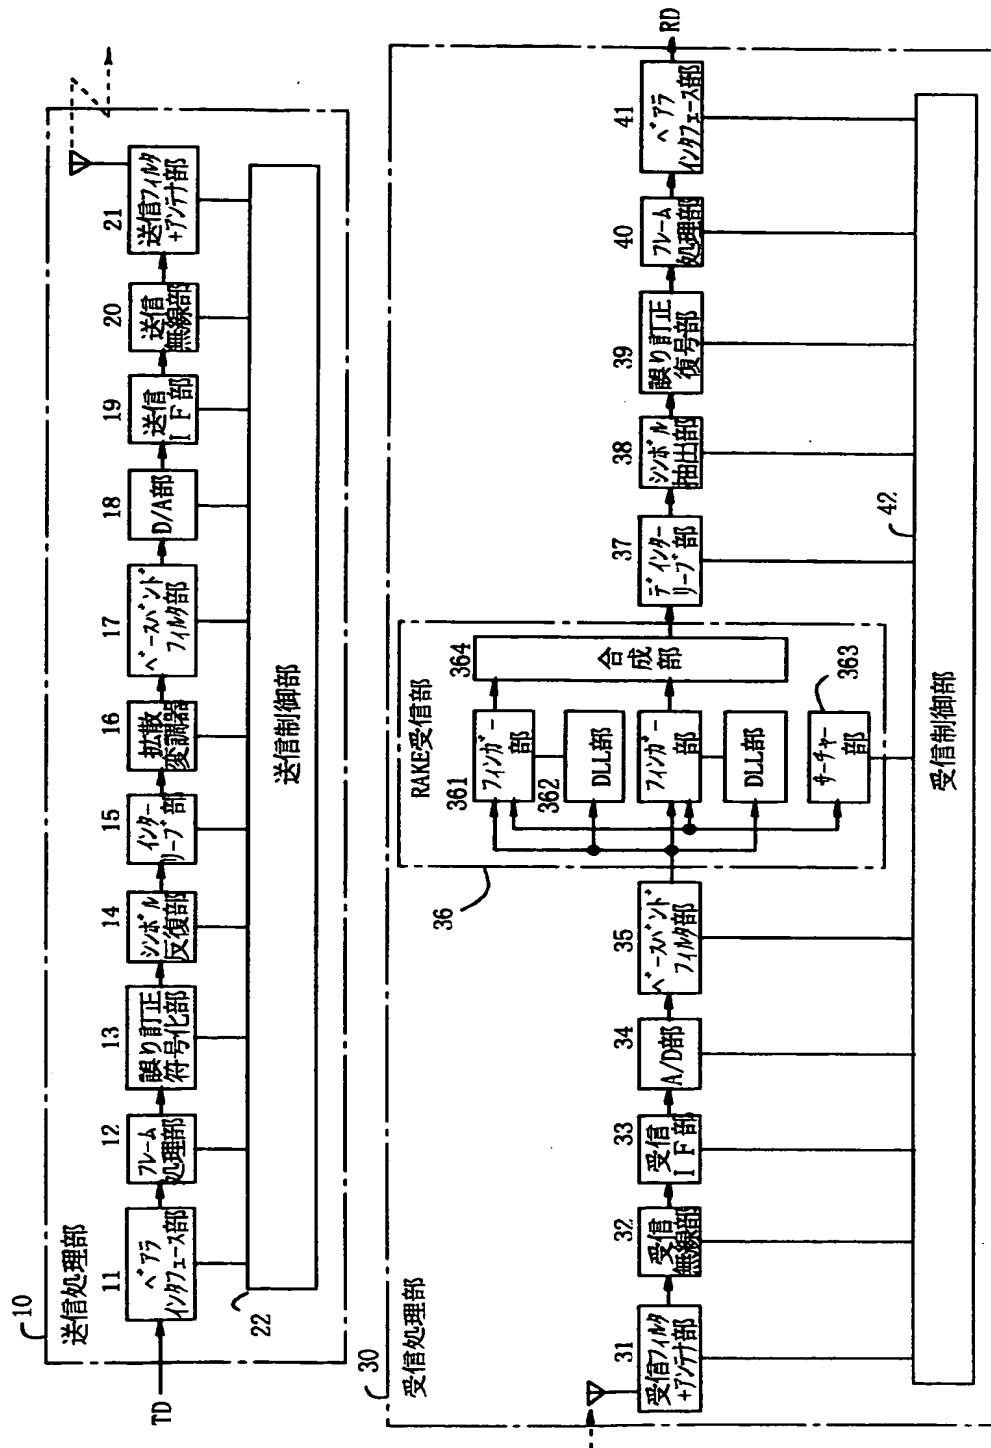 10
送信処理部
TD
11
ベアラ
インタフェース部
12
フレーム
処理部
13
誤り訂正
符号化部
14
シンボル
反復部
15
インター
リーブ部
16
拡散
変調器
17
ベースバンド
フィルタ部
18
D/A部
19
送信
IF部
20
送信
無線部
21
送信フィルタ
+アンテナ部
22
送信制御部
30
受信処理部
31
受信フィルタ
+アンテナ部
32
受信
無線部
33
受信
IF部
34
A/D部
35
ベースバンド
フィルタ部
36
RAKE受信部
361
フィンガー
部
362
DLL部
フィンガー
部
DLL部
363
サーチャー
部
364
合成部
37
デインター
リーブ部
38
シンボル
抽出部
39
誤り訂正
復号部
40
フレーム
処理部
41
ベアラ
インタフェース部
RD
42
受信制御部